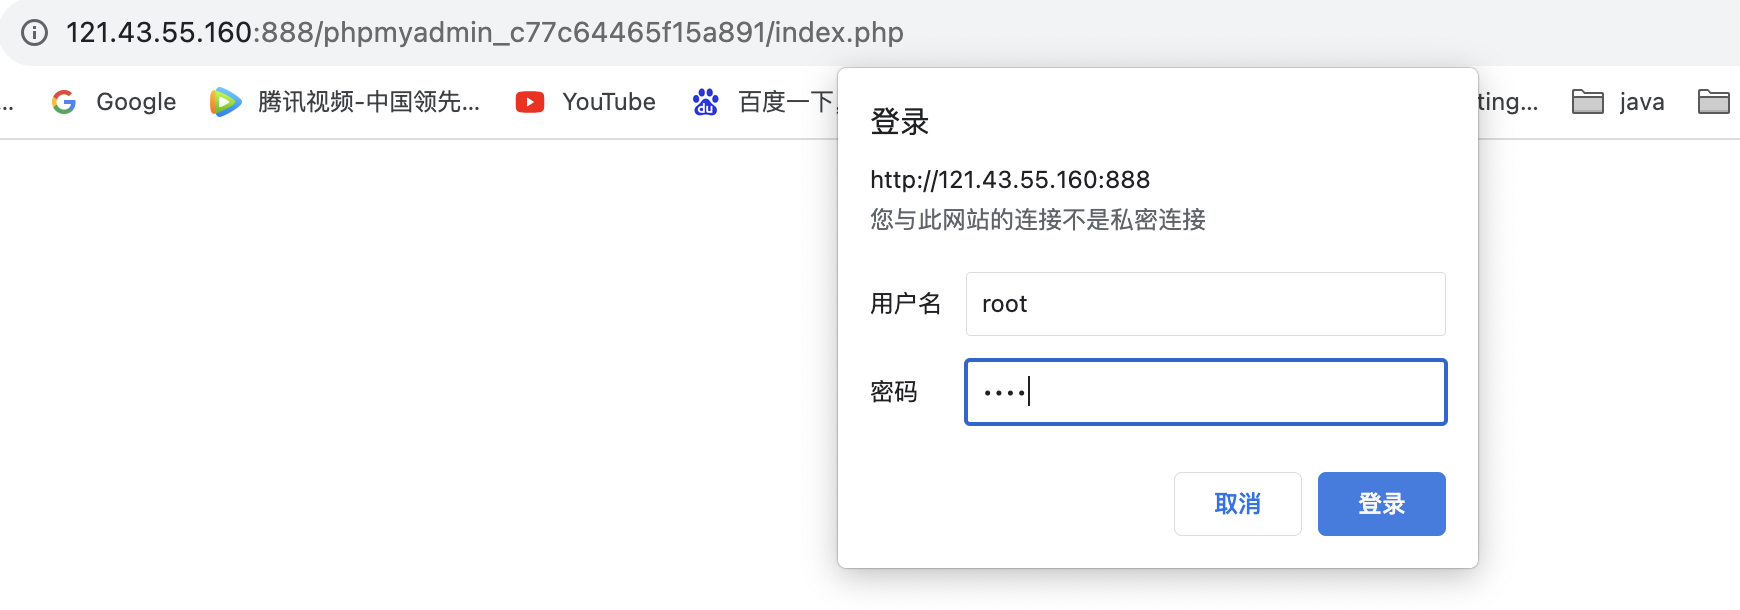 121.43.55.160:888/phpmyadmin_c77c64465f15a891/index.php
... Google 腾讯视频-中国领先... YouTube 百度一下 ting... java
登录
http://121.43.55.160:888
您与此网站的连接不是私密连接
用户名 root
密码 ····
取消 登录